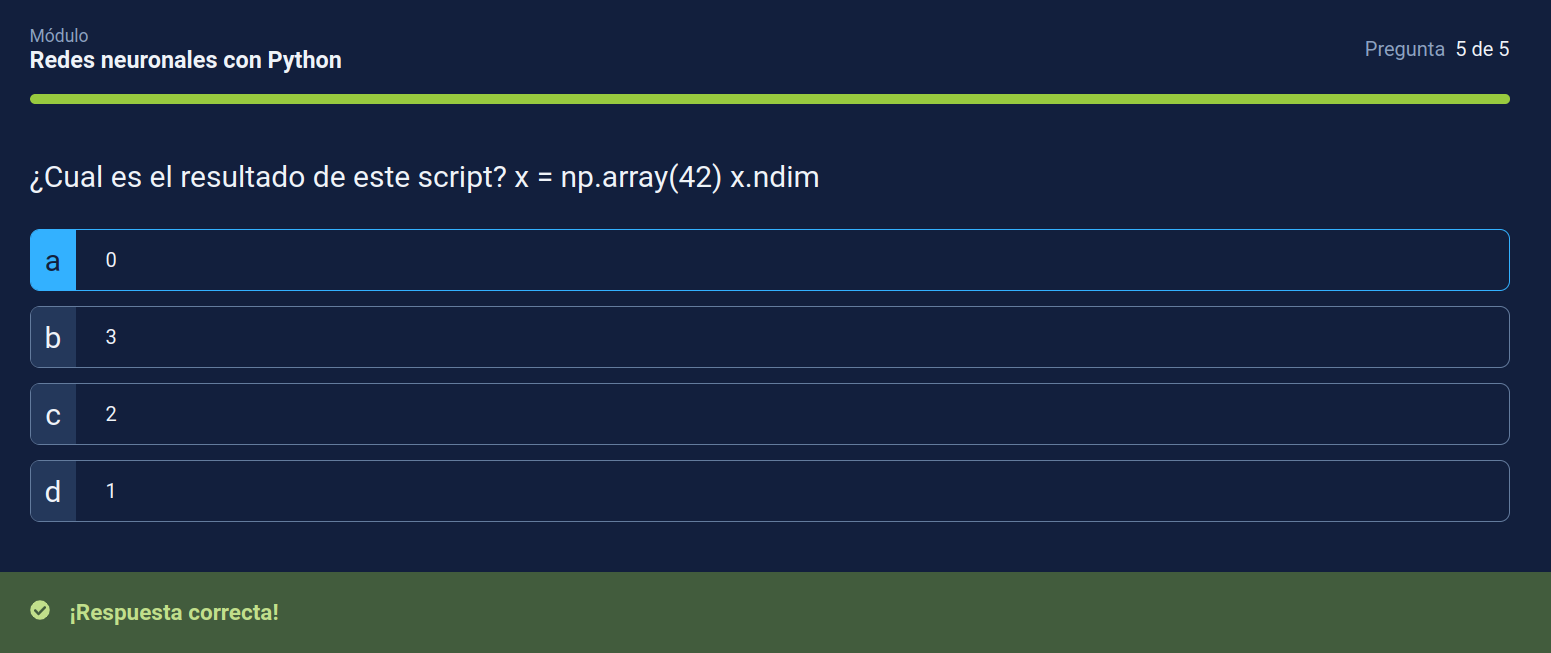 Módulo
Redes neuronales con Python
Pregunta 5 de 5
¿Cual es el resultado de este script? x = np.array(42) x.ndim
a 0
b 3
c 2
d 1
¡Respuesta correcta!